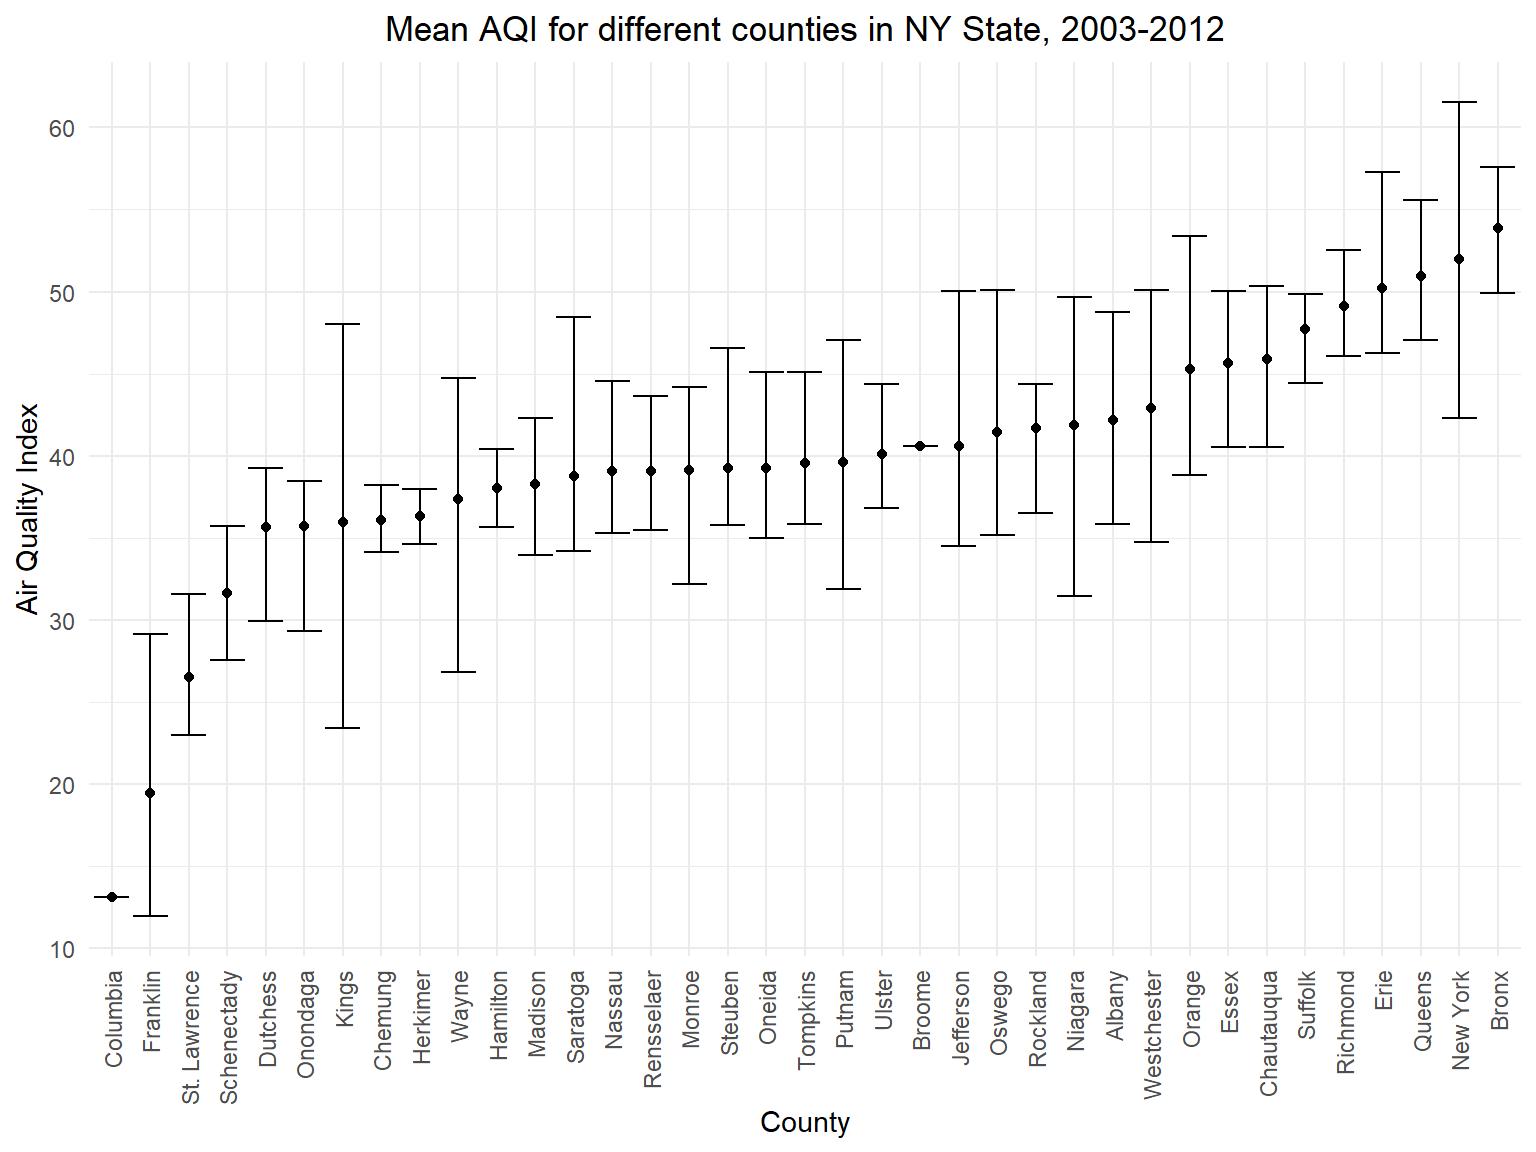 Mean AQI for different counties in NY State, 2003-2012
Air Quality Index
60
50
40
30
20
10
Columbia
Franklin
St. Lawrence
Schenectady
Dutchess
Onondaga
Kings
Chemung
Herkimer
Wayne
Hamilton
Madison
Saratoga
Nassau
Rensselaer
Monroe
Steuben
Oneida
Tompkins
Putnam
Ulster
Broome
Jefferson
Oswego
Rockland
Niagara
Albany
Westchester
Orange
Essex
Chautauqua
Suffolk
Richmond
Erie
Queens
New York
Bronx
County